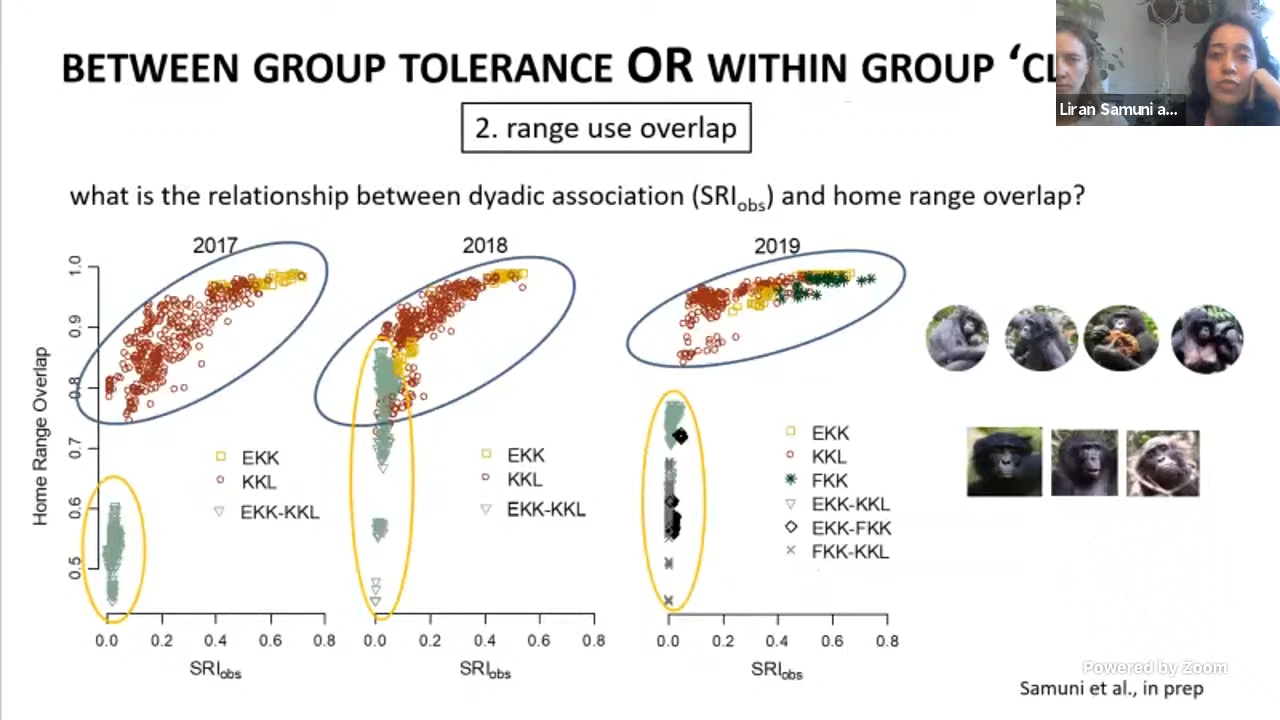 BETWEEN GROUP TOLERANCE OR WITHIN GROUP ‘CL
Liran Samuni a...
2. range use overlap
what is the relationship between dyadic association (SRIobs) and home range overlap?
2017 2018 2019
Home Range Overlap
1.0
0.9
0.8
0.7
0.6
0.5
EKK
KKL
EKK-KKL
0.0 0.2 0.4 0.6 0.8
SRIobs
EKK
KKL
EKK-KKL
0.0 0.2 0.4 0.6 0.8
SRIobs
EKK
KKL
FKK
EKK-KKL
EKK-FKK
FKK-KKL
0.0 0.2 0.4 0.6 0.8
SRIobs
Powered by Zoom
Samuni et al., in prep